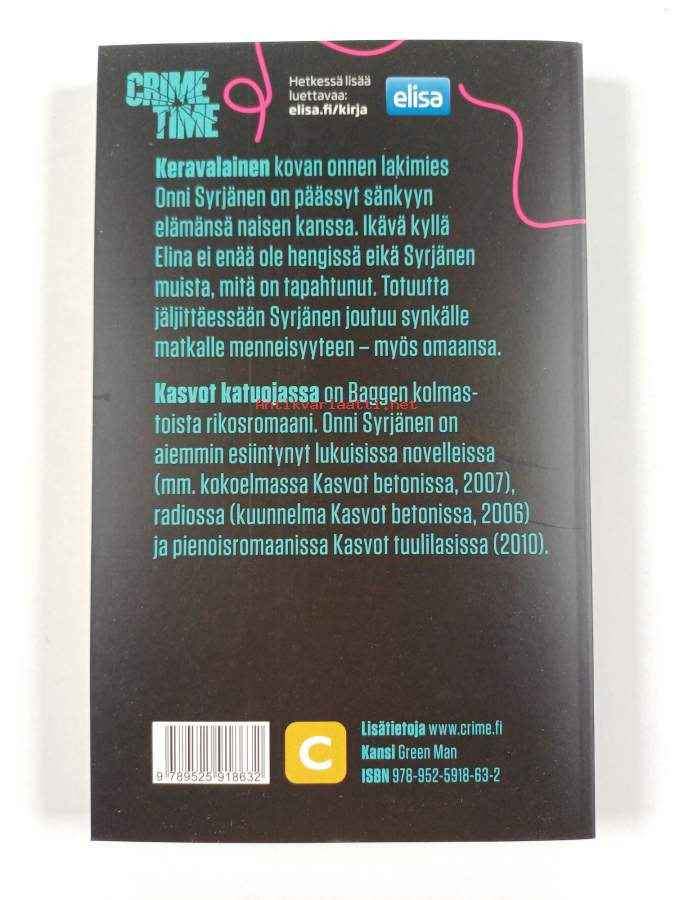 CRIME
TIME
Hetkessä lisää
luettavaa:
elisa.fi/kirja
elisa
Keravalainen kovan onnen lakimies
Onni Syrjänen on päässyt sänkyyn
elämänsä naisen kanssa. Ikävä kyllä
Elina ei enää ole hengissä eikä Syrjänen
muista, mitä on tapahtunut. Totuutta
jäljittäessään Syrjänen joutuu synkälle
matkalle menneisyyteen – myös omaansa.
Kasvot katuojassa on Baggen kolmas-
Antikvariaatti.net
toista rikosromaani. Onni Syrjänen on
aiemmin esiintynyt lukuisissa novelleissa
(mm. kokoelmassa Kasvot betonissa, 2007),
radiossa (kuunnelma Kasvot betonissa, 2006)
ja pienoisromaanissa Kasvot tuulilasissa (2010).
9 789525 918632
C
Lisätietoja www.crime.fi
Kansi Green Man
ISBN 978-952-5918-63-2